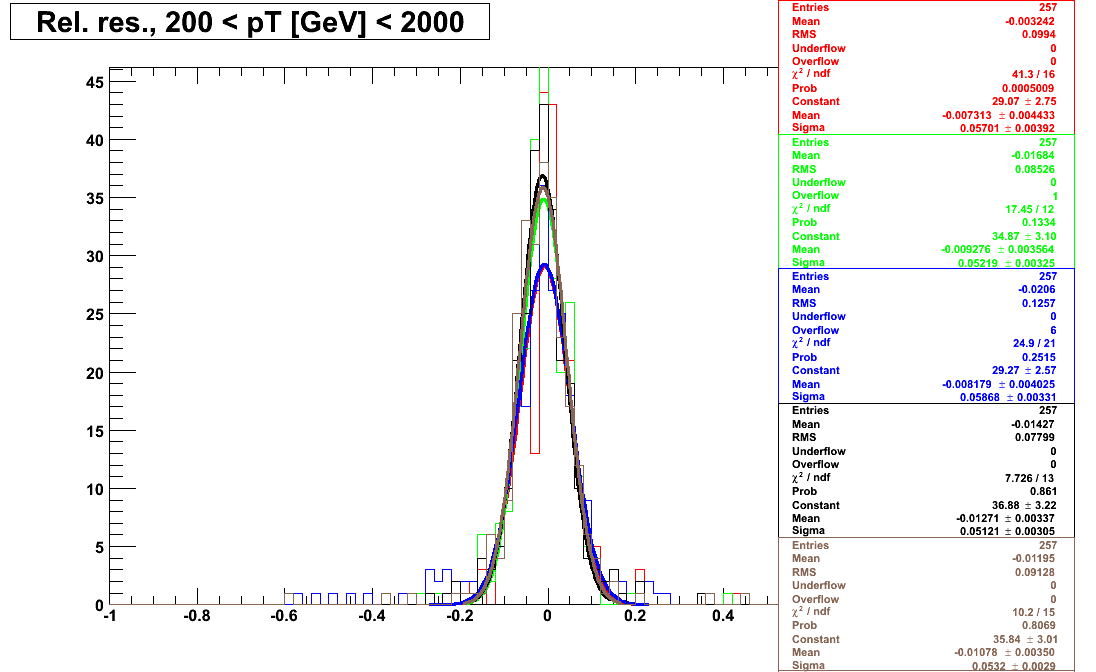 Rel. res., 200 < pT [GeV] < 2000
45
40
35
30
25
20
15
10
5
0
-1 -0.8 -0.6 -0.4 -0.2 0 0.2 0.4
Entries 257
Mean -0.003242
RMS 0.0994
Underflow 0
Overflow 0
χ² / ndf 41.3 / 16
Prob 0.0005009
Constant 29.07 ± 2.75
Mean -0.007313 ± 0.004433
Sigma 0.05701 ± 0.00392
Entries 257
Mean -0.01684
RMS 0.08526
Underflow 0
Overflow 1
χ² / ndf 17.45 / 12
Prob 0.1334
Constant 34.87 ± 3.10
Mean -0.009276 ± 0.003564
Sigma 0.05219 ± 0.00325
Entries 257
Mean -0.0206
RMS 0.1257
Underflow 0
Overflow 6
χ² / ndf 24.9 / 21
Prob 0.2515
Constant 29.27 ± 2.57
Mean -0.008179 ± 0.004025
Sigma 0.05868 ± 0.00331
Entries 257
Mean -0.01427
RMS 0.07799
Underflow 0
Overflow 0
χ² / ndf 7.726 / 13
Prob 0.861
Constant 36.88 ± 3.22
Mean -0.01271 ± 0.00337
Sigma 0.05121 ± 0.00305
Entries 257
Mean -0.01195
RMS 0.09128
Underflow 0
Overflow 0
χ² / ndf 10.2 / 15
Prob 0.8069
Constant 35.84 ± 3.01
Mean -0.01078 ± 0.00350
Sigma 0.0532 ± 0.0029